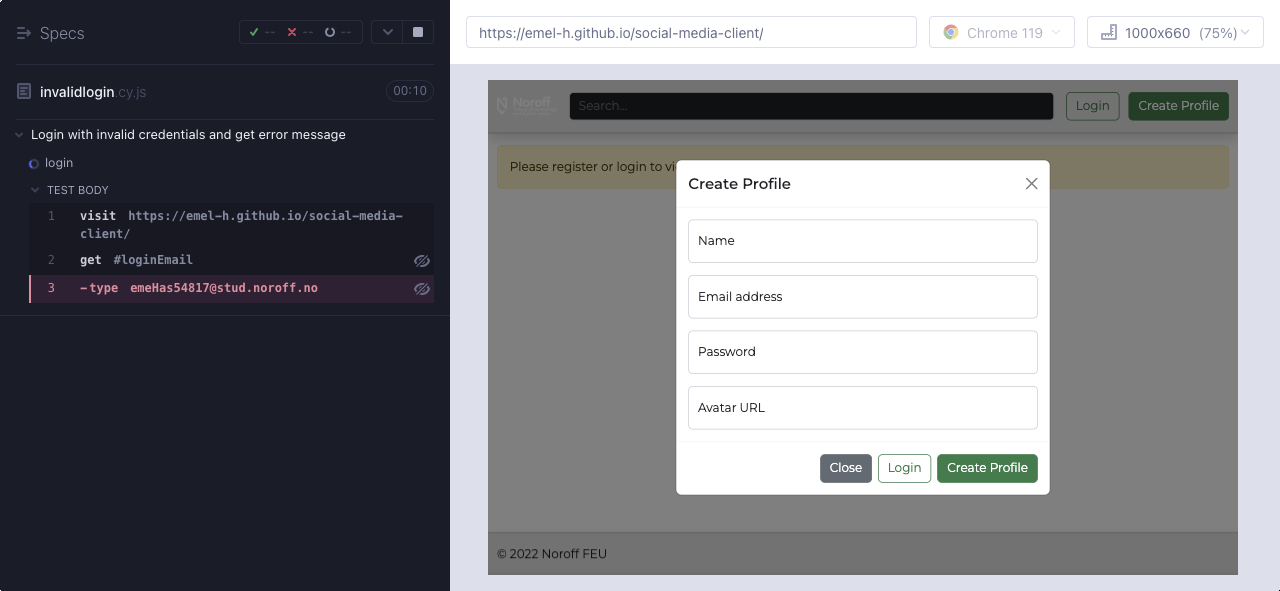 Specs
-- -- --
invalidlogin.cy.js 00:10
Login with invalid credentials and get error message
login
TEST BODY
1 visit https://emel-h.github.io/social-media-
client/
2 get #loginEmail
3 -type emeHas54817@stud.noroff.no
https://emel-h.github.io/social-media-client/
Chrome 119
1000x660 (75%)
Noroff
Search...
Login
Create Profile
Please register or login to vi
Create Profile
Name
Email address
Password
Avatar URL
Close
Login
Create Profile
© 2022 Noroff FEU